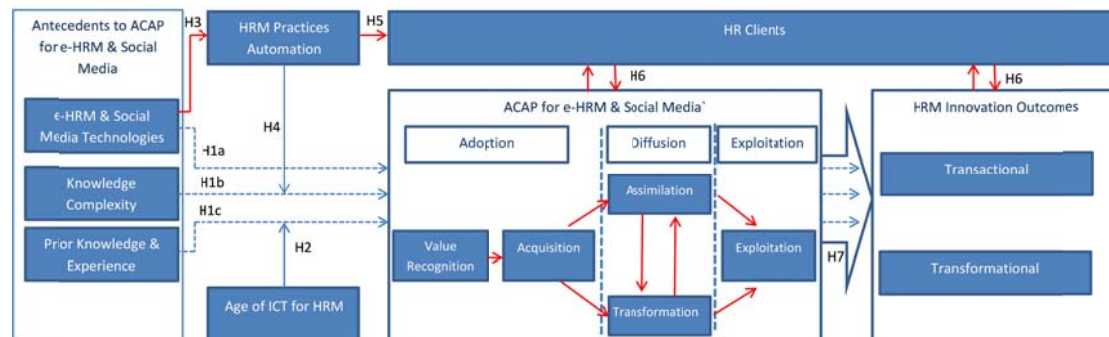 Antecedents to ACAP
for e-HRM & Social
Media
e-HRM & Social
Media Technologies
Knowledge
Complexity
Prior Knowledge &
Experience
H3
HRM Practices
Automation
H5
HR Clients
H4
H6
H6
H1a
H1b
H1c
H2
Age of ICT for HRM
ACAP for e-HRM & Social Media`
Adoption
Diffusion
Exploitation
Assimilation
Value
Recognition
Acquisition
Exploitation
Transformation
H7
HRM Innovation Outcomes
Transactional
Transformational